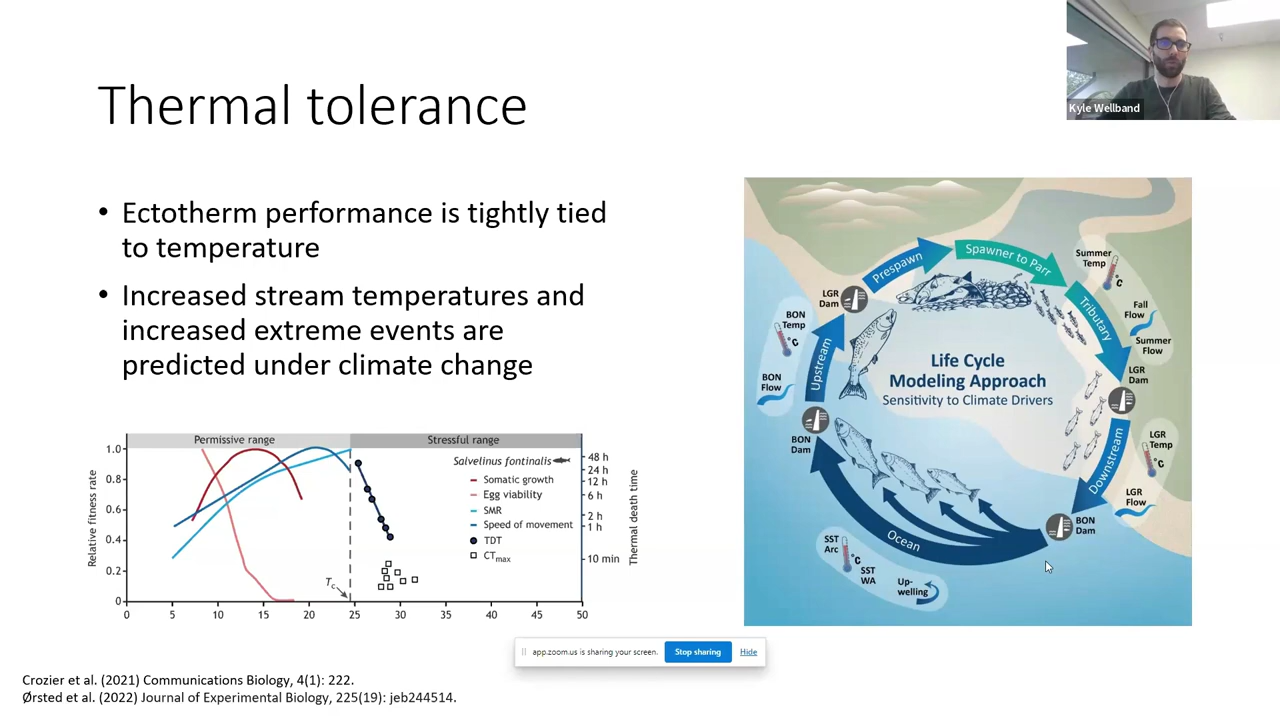 Kyle Wellband
Thermal tolerance
• Ectotherm performance is tightly tied
to temperature
• Increased stream temperatures and
increased extreme events are
predicted under climate change
Permissive range
Stressful range
Relative fitness rate
1.0
0.8
0.6
0.4
0.2
0
0
5
10
15
20
25
30
35
40
45
50
Tc
Salvelinus fontinalis
Somatic growth
Egg viability
SMR
Speed of movement
TDT
CTmax
48 h
24 h
12 h
6 h
2 h
1 h
10 min
Thermal death time
Life Cycle
Modeling Approach
Sensitivity to Climate Drivers
Prespawn
Spawner to Parr
Summer
Temp
°C
Fall
Flow
Summer
Flow
Tributary
LGR
Dam
LGR
Temp
°C
LGR
Flow
Downstream
BON
Dam
Ocean
SST
Arc
°C
SST
WA
Up-
welling
BON
Dam
Upstream
BON
Temp
°C
BON
Flow
LGR
Dam
app.zoom.us is sharing your screen.
Stop sharing
Hide
Crozier et al. (2021) Communications Biology, 4(1): 222.
Ørsted et al. (2022) Journal of Experimental Biology, 225(19): jeb244514.